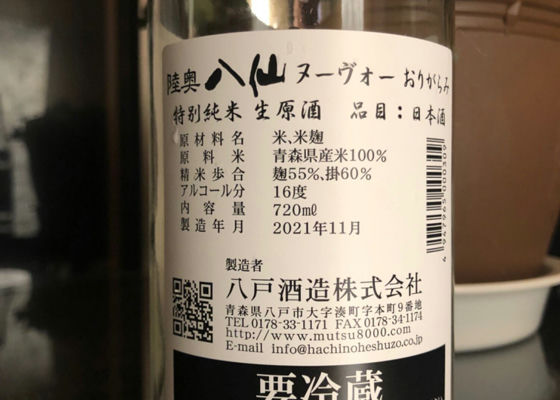 陸奥 八仙 ヌーヴォー おりがらみ
特別純米 生原酒 品目：日本酒
原材料名 米、米麹
原料米 青森県産米100%
精米歩合 麹55%、掛60%
アルコール分 16度
内容量 720ml
製造年月 2021年11月
4947965000309
製造者
八戸酒造株式会社
青森県八戸市大字湊町字本町9番地
TEL 0178-33-1171 FAX 0178-34-1174
http://www.mutsu8000.com
E-mail info@hachinoheshuzo.co.jp
要冷蔵